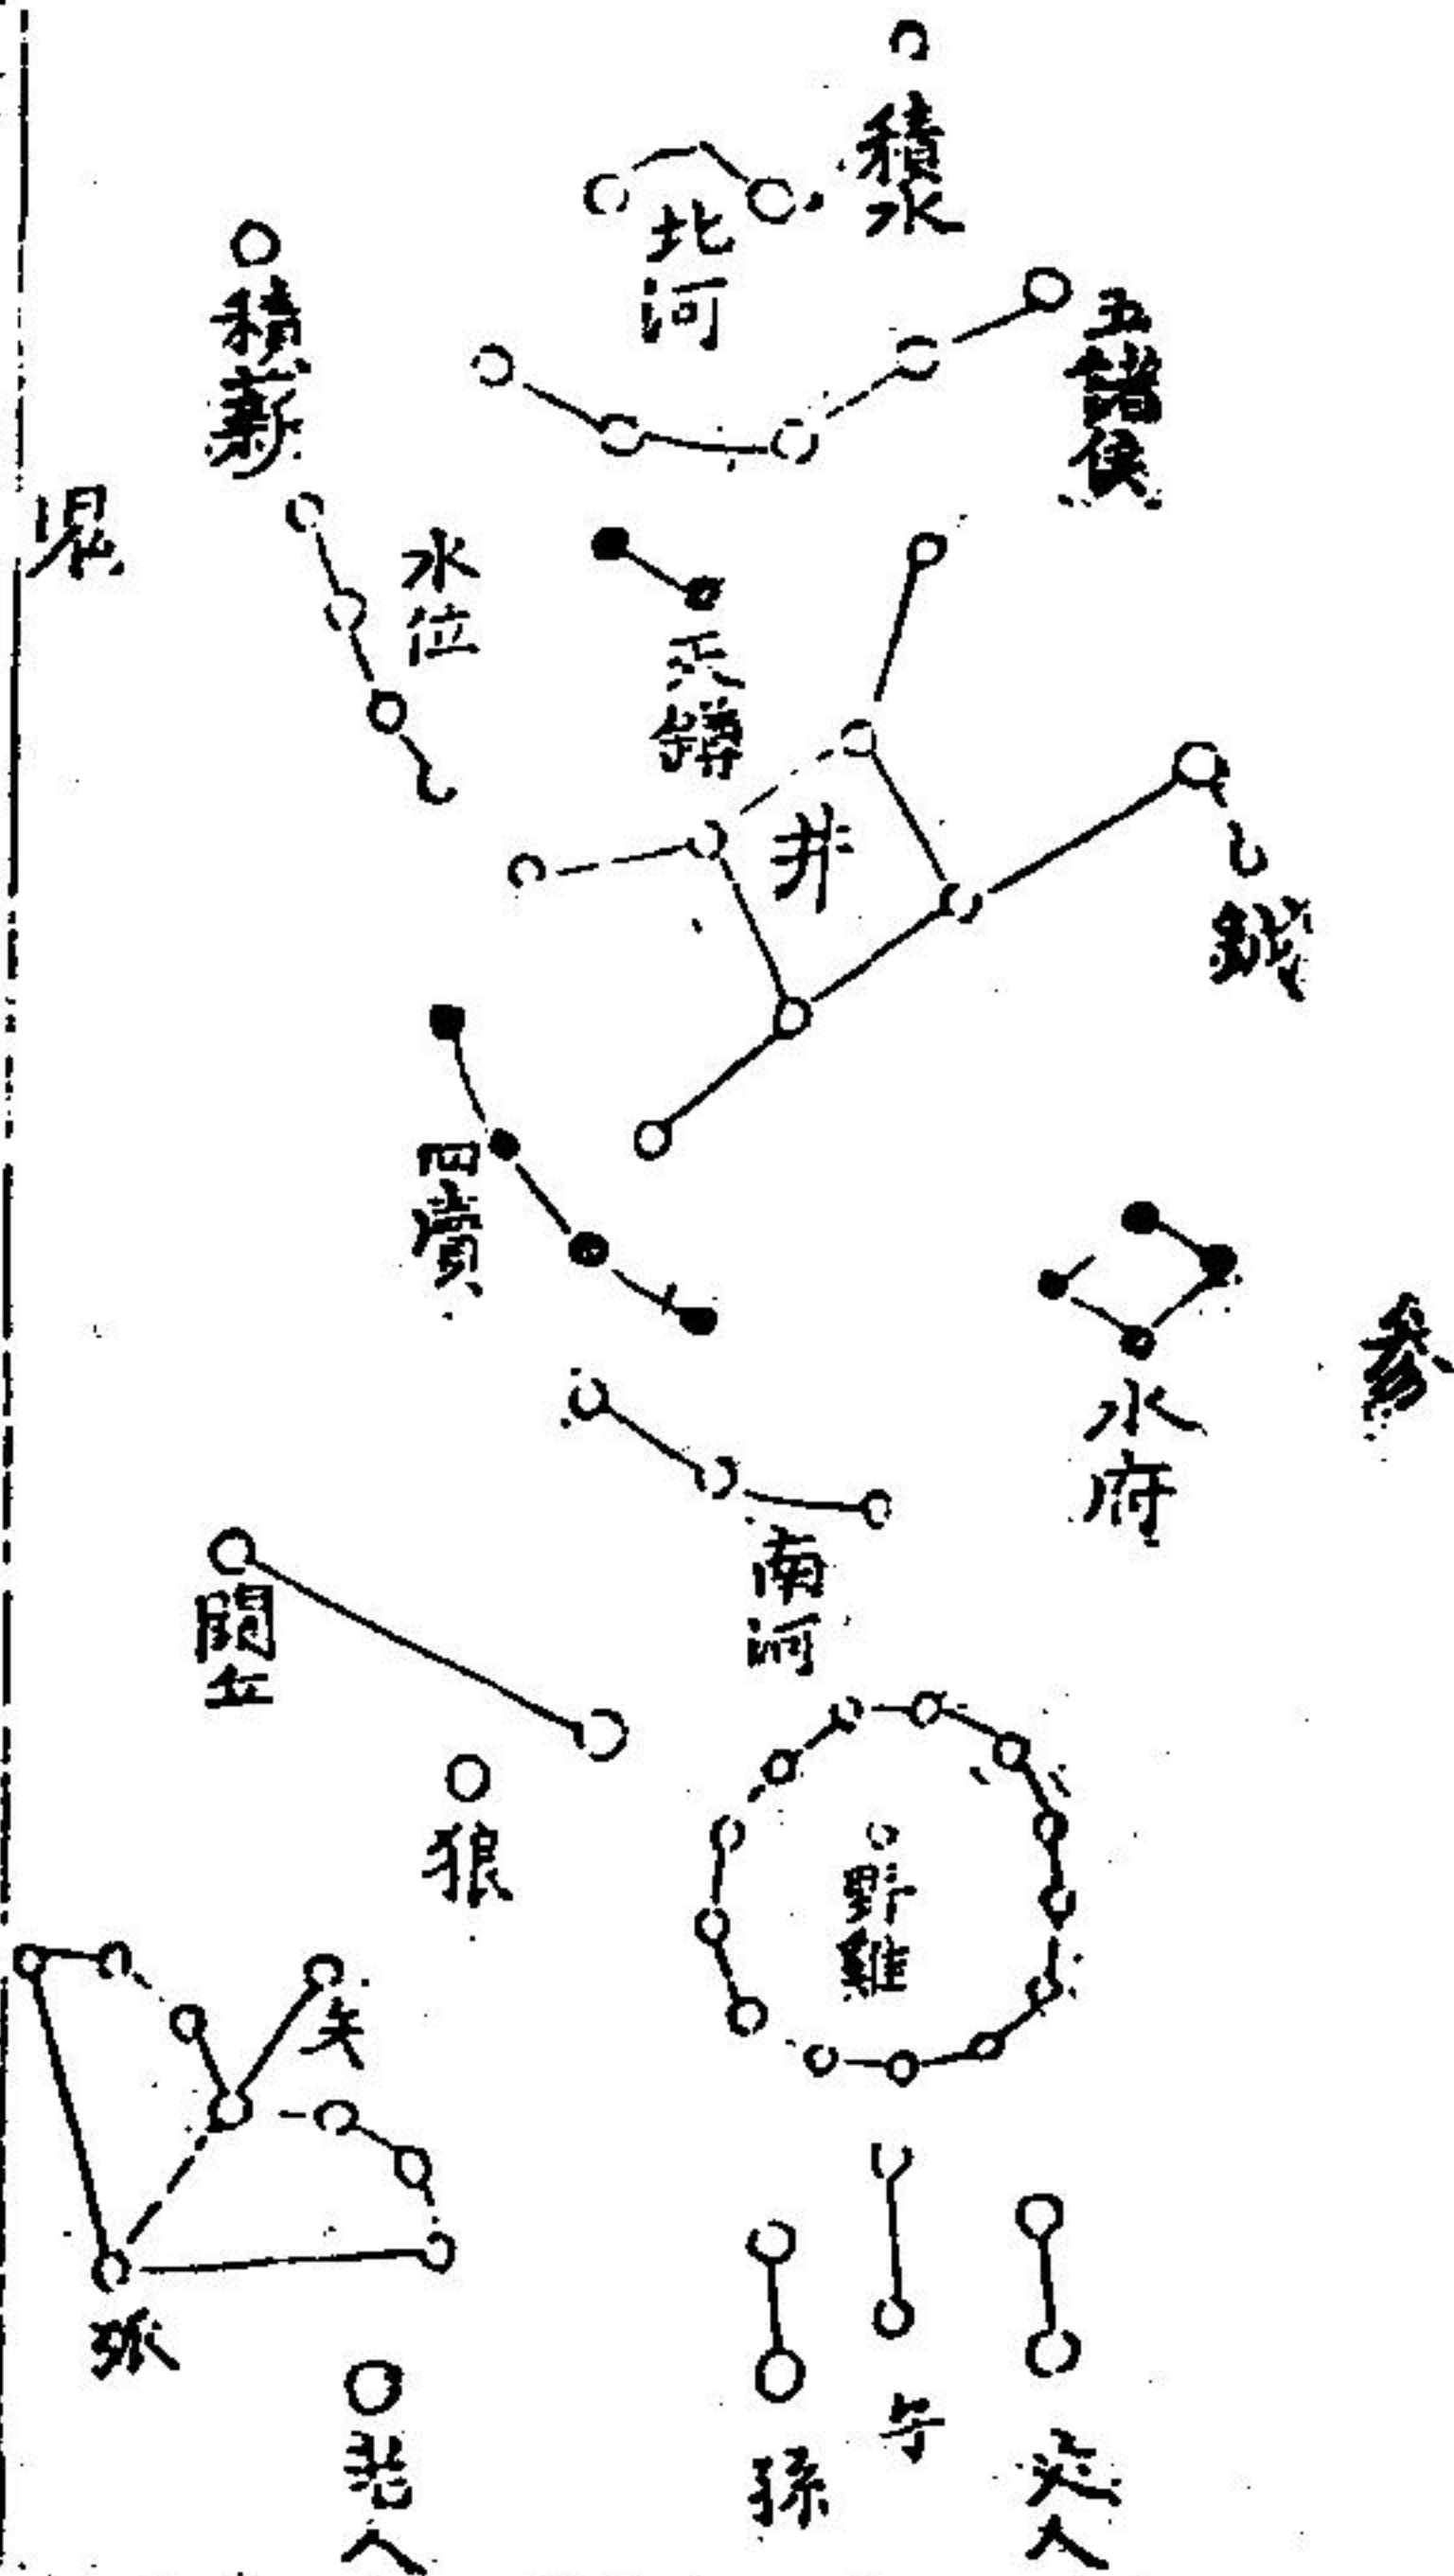 積水
北河
五諸侯
積薪
鬼
水位
天罇
井
鉞
四瀆
水府
參
南河
闕丘
狼
野雞
矢
弧
老人
孫
子
丈人